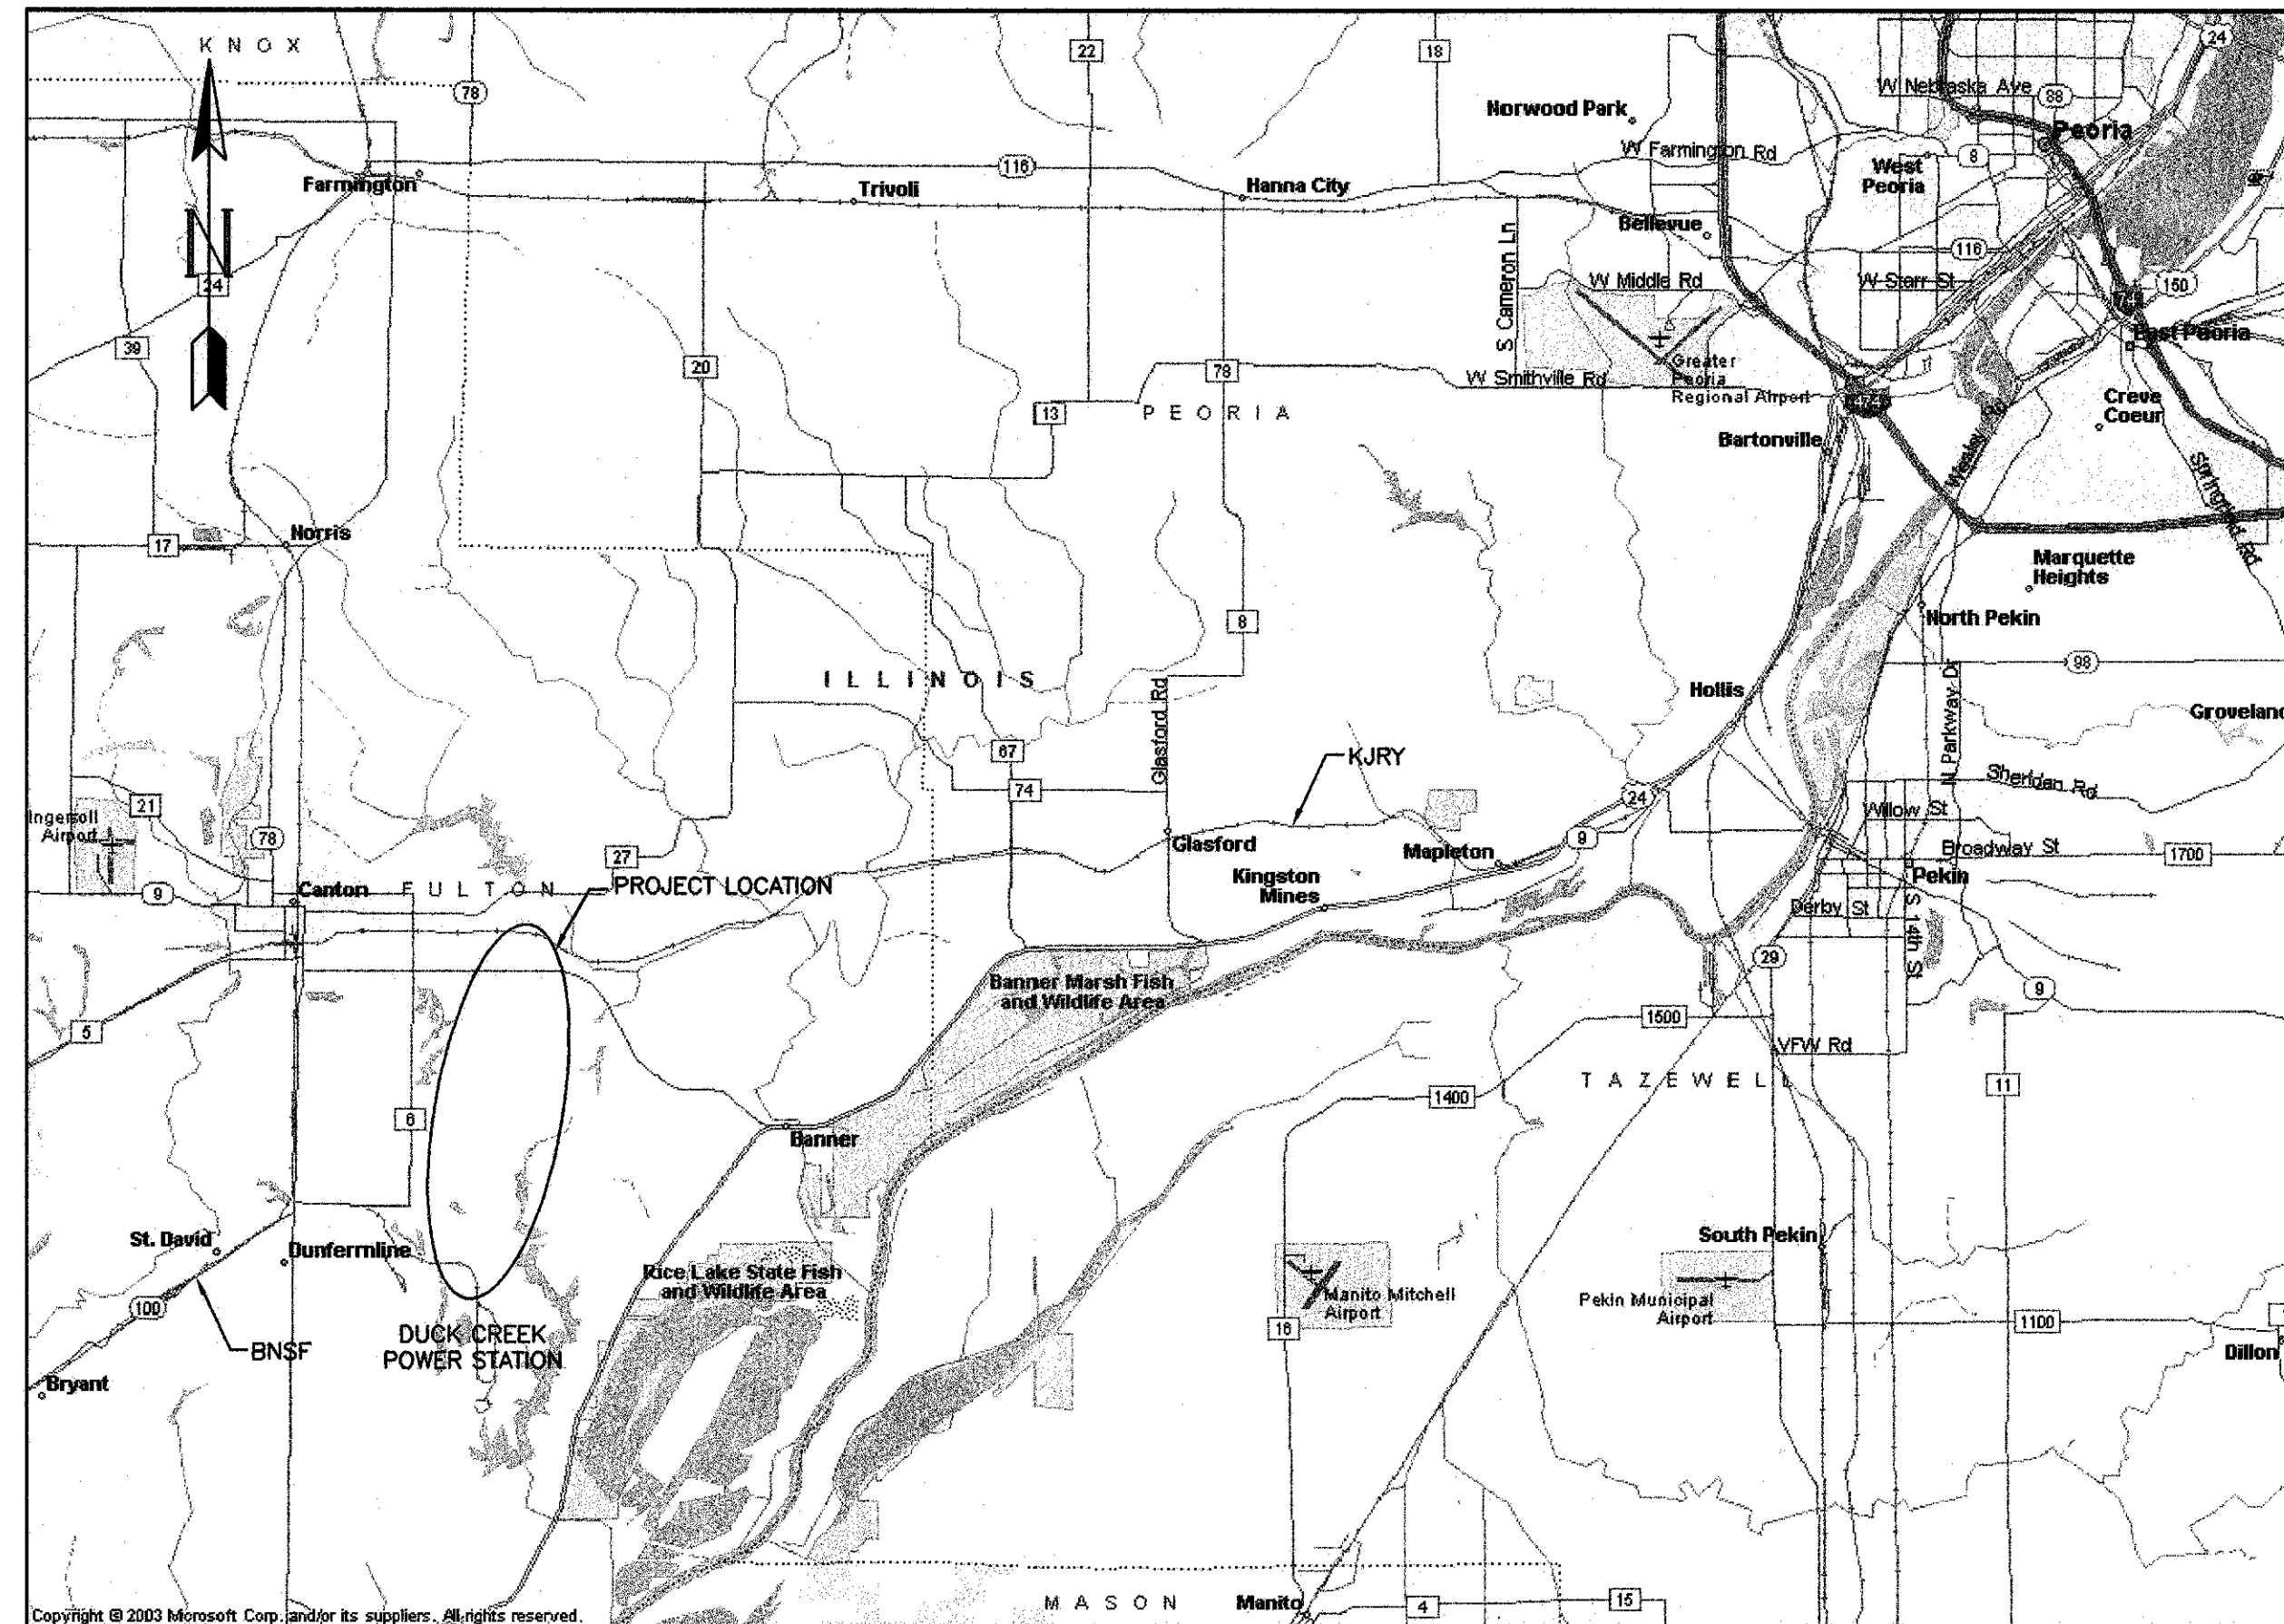 K N O X
22
18
24
78
W Nebraska Ave
88
Norwood Park
Peoria
W Farmington Rd
116
8
West
Peoria
Farmington
Trivoli
Hanna City
Bellevue
S Cameron Ln
116
N
24
W Middle Rd
W Starr St
150
East Peoria
39
20
78
Greater
Peoria
Regional Airport
W Smithville Rd
13
P E O R I A
Creve
Coeur
Bartonville
Wesley Rd
Springfield Rd
Norris
17
Marquette
Heights
North Pekin
8
98
I L L I N O I S
Glasford Rd
Hollis
N Parkway Dr
Groveland
67
KJRY
74
24
Sheridan Rd
Ingersoll
Airport
21
78
Willow St
9
Glasford
Mapleton
Broadway St
1700
27
PROJECT LOCATION
Kingston
Mines
Pekin
9
Canton
F U L T O N
Derby St
S 14th St
29
Banner Marsh Fish
and Wildlife Area
9
5
1500
VFW Rd
T A Z E W E L L
11
6
1400
Banner
St. David
Dunfermline
South Pekin
Rice Lake State Fish
and Wildlife Area
Manito Mitchell
Airport
Pekin Municipal
Airport
100
DUCK CREEK
POWER STATION
16
1100
BNSF
Dillon
Bryant
M A S O N
Manito
4
15
Copyright © 2003 Microsoft Corp. and/or its suppliers. All rights reserved.